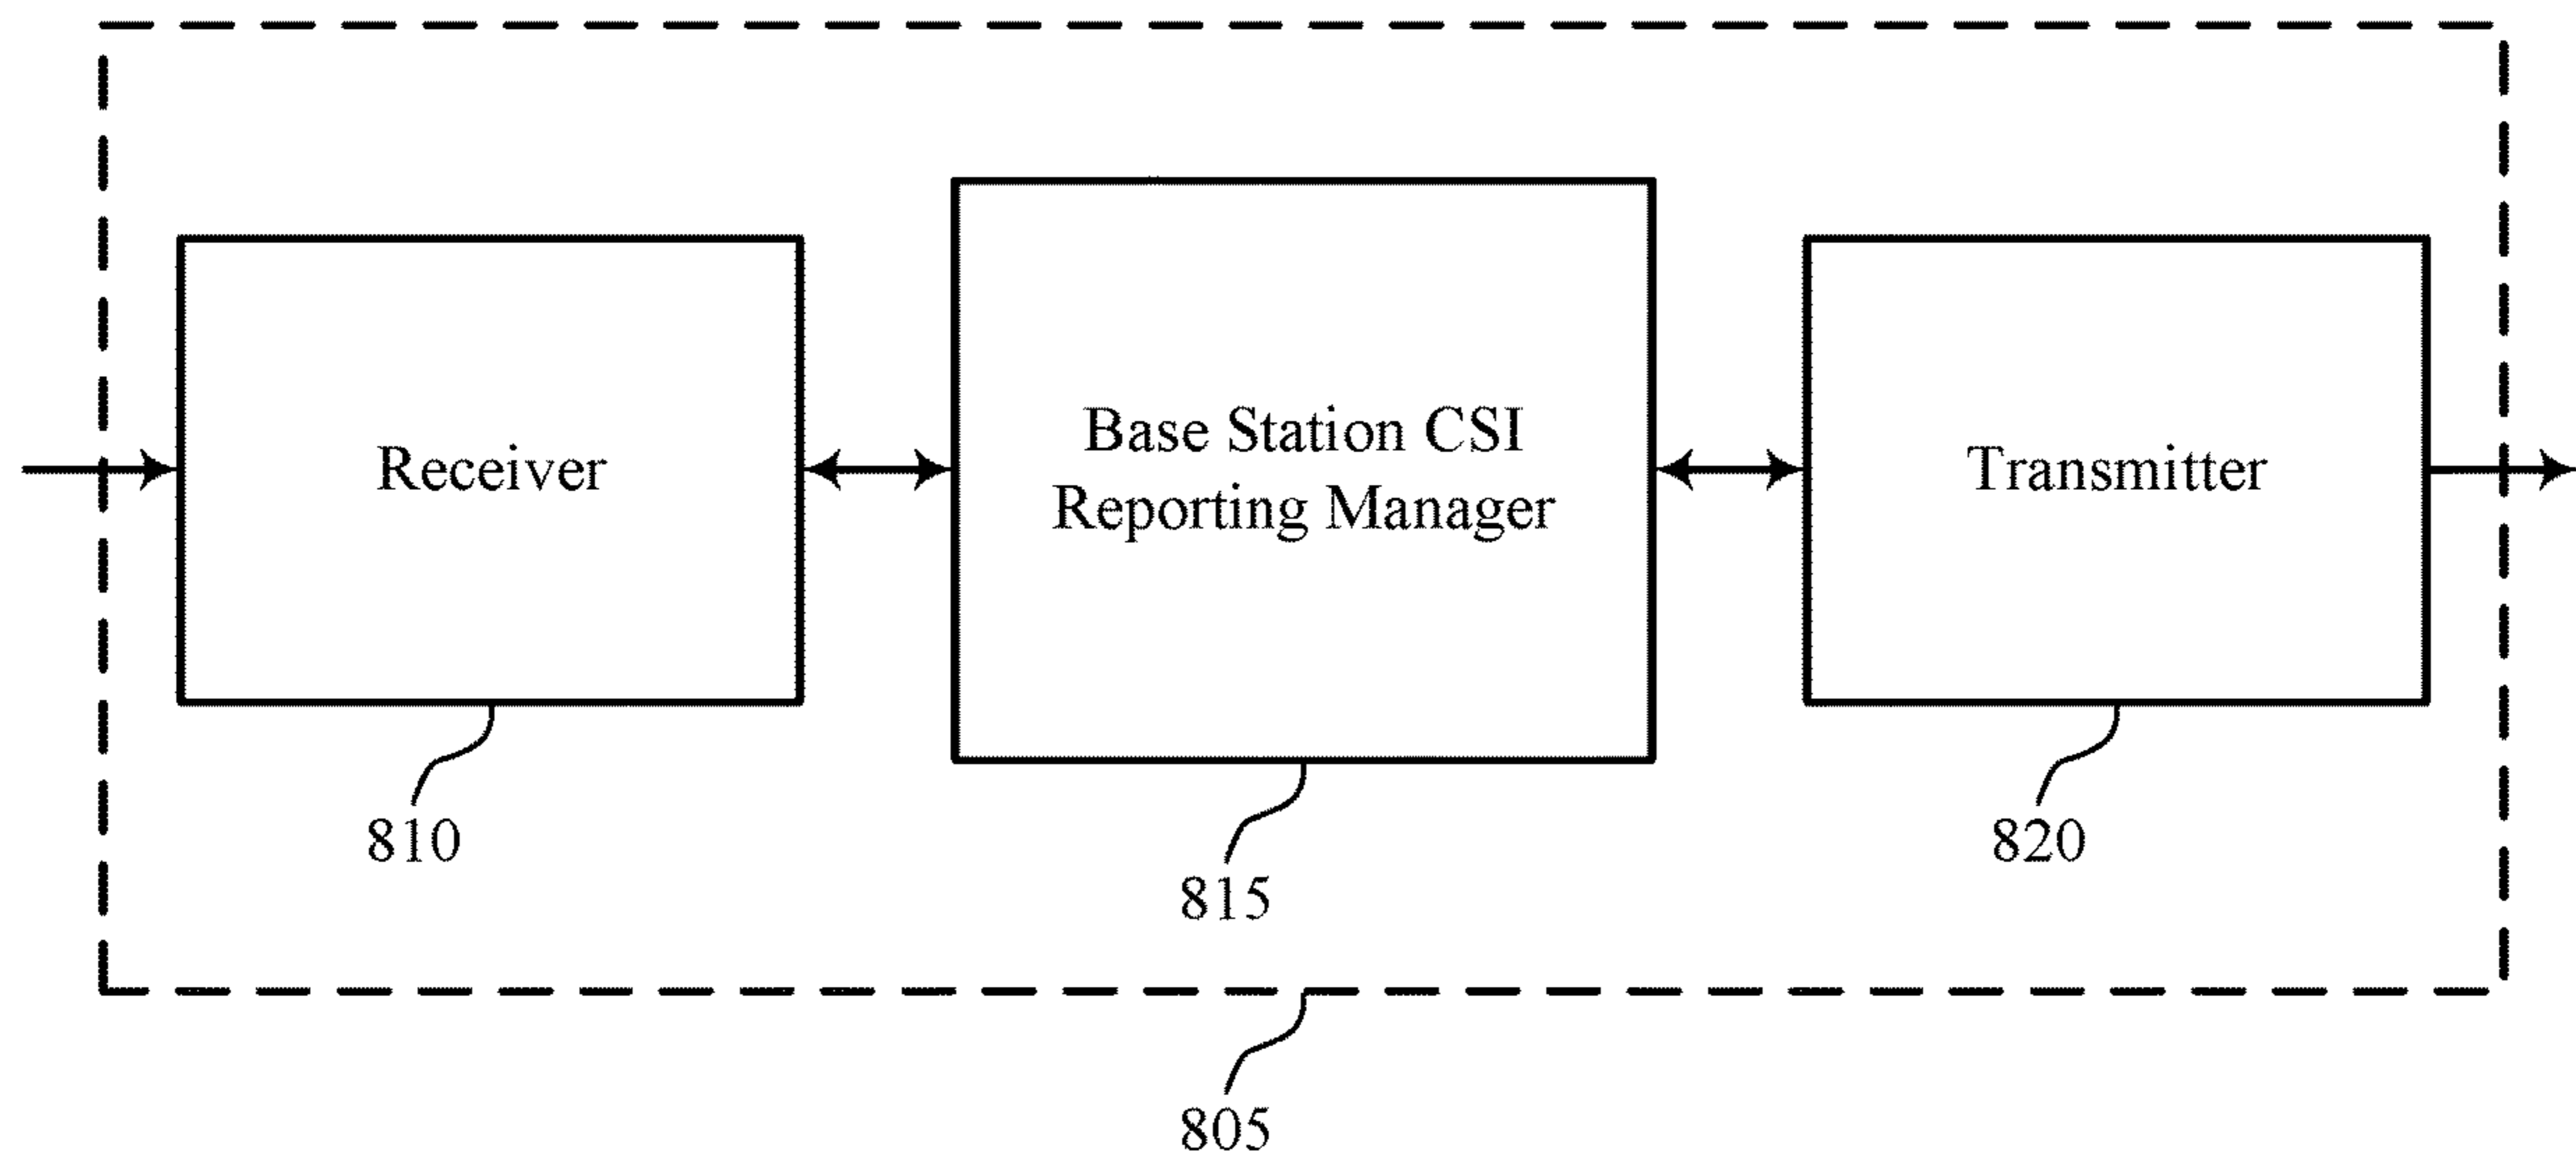 Receiver
Base Station CSI
Reporting Manager
Transmitter
810
815
820
805